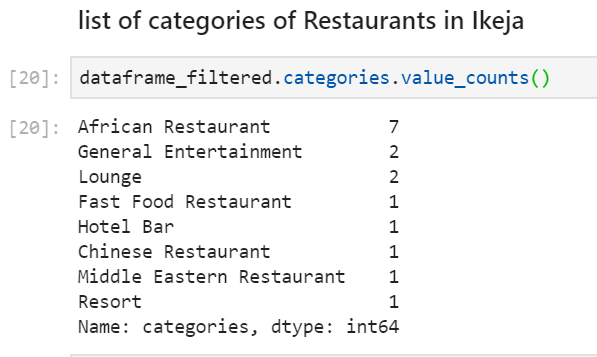 list of categories of Restaurants in Ikeja
[20]: dataframe_filtered.categories.value_counts()
[20]: African Restaurant 7
General Entertainment 2
Lounge 2
Fast Food Restaurant 1
Hotel Bar 1
Chinese Restaurant 1
Middle Eastern Restaurant 1
Resort 1
Name: categories, dtype: int64